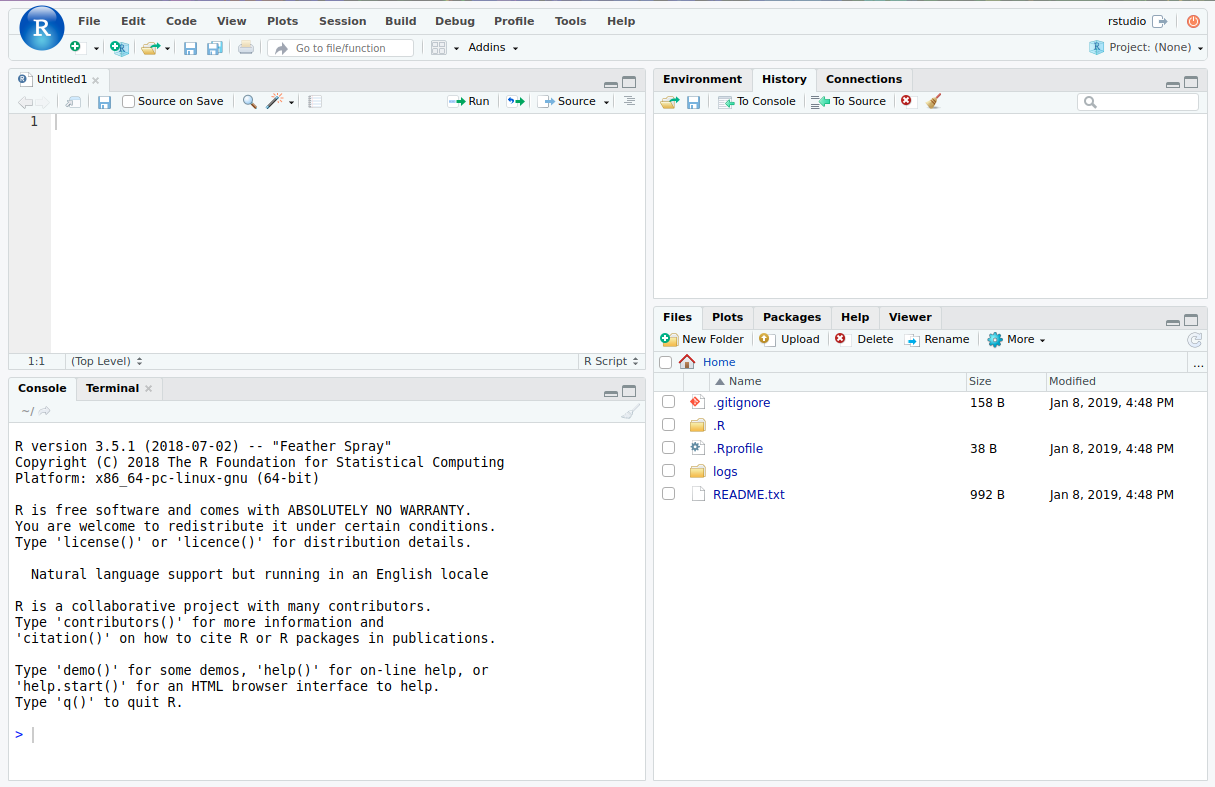 R File Edit Code View Plots Session Build Debug Profile Tools Help rstudio
Go to file/function Addins Project: (None)
Untitled1
Source on Save Run Source
1
1:1 (Top Level) R Script
Console Terminal
~/
R version 3.5.1 (2018-07-02) -- "Feather Spray"
Copyright (C) 2018 The R Foundation for Statistical Computing
Platform: x86_64-pc-linux-gnu (64-bit)
R is free software and comes with ABSOLUTELY NO WARRANTY.
You are welcome to redistribute it under certain conditions.
Type 'license()' or 'licence()' for distribution details.
Natural language support but running in an English locale
R is a collaborative project with many contributors.
Type 'contributors()' for more information and
'citation()' on how to cite R or R packages in publications.
Type 'demo()' for some demos, 'help()' for on-line help, or
'help.start()' for an HTML browser interface to help.
Type 'q()' to quit R.
>
Environment History Connections
To Console To Source
Files Plots Packages Help Viewer
New Folder Upload Delete Rename More
Home ...
Name Size Modified
.gitignore 158 B Jan 8, 2019, 4:48 PM
.R
.Rprofile 38 B Jan 8, 2019, 4:48 PM
logs
README.txt 992 B Jan 8, 2019, 4:48 PM